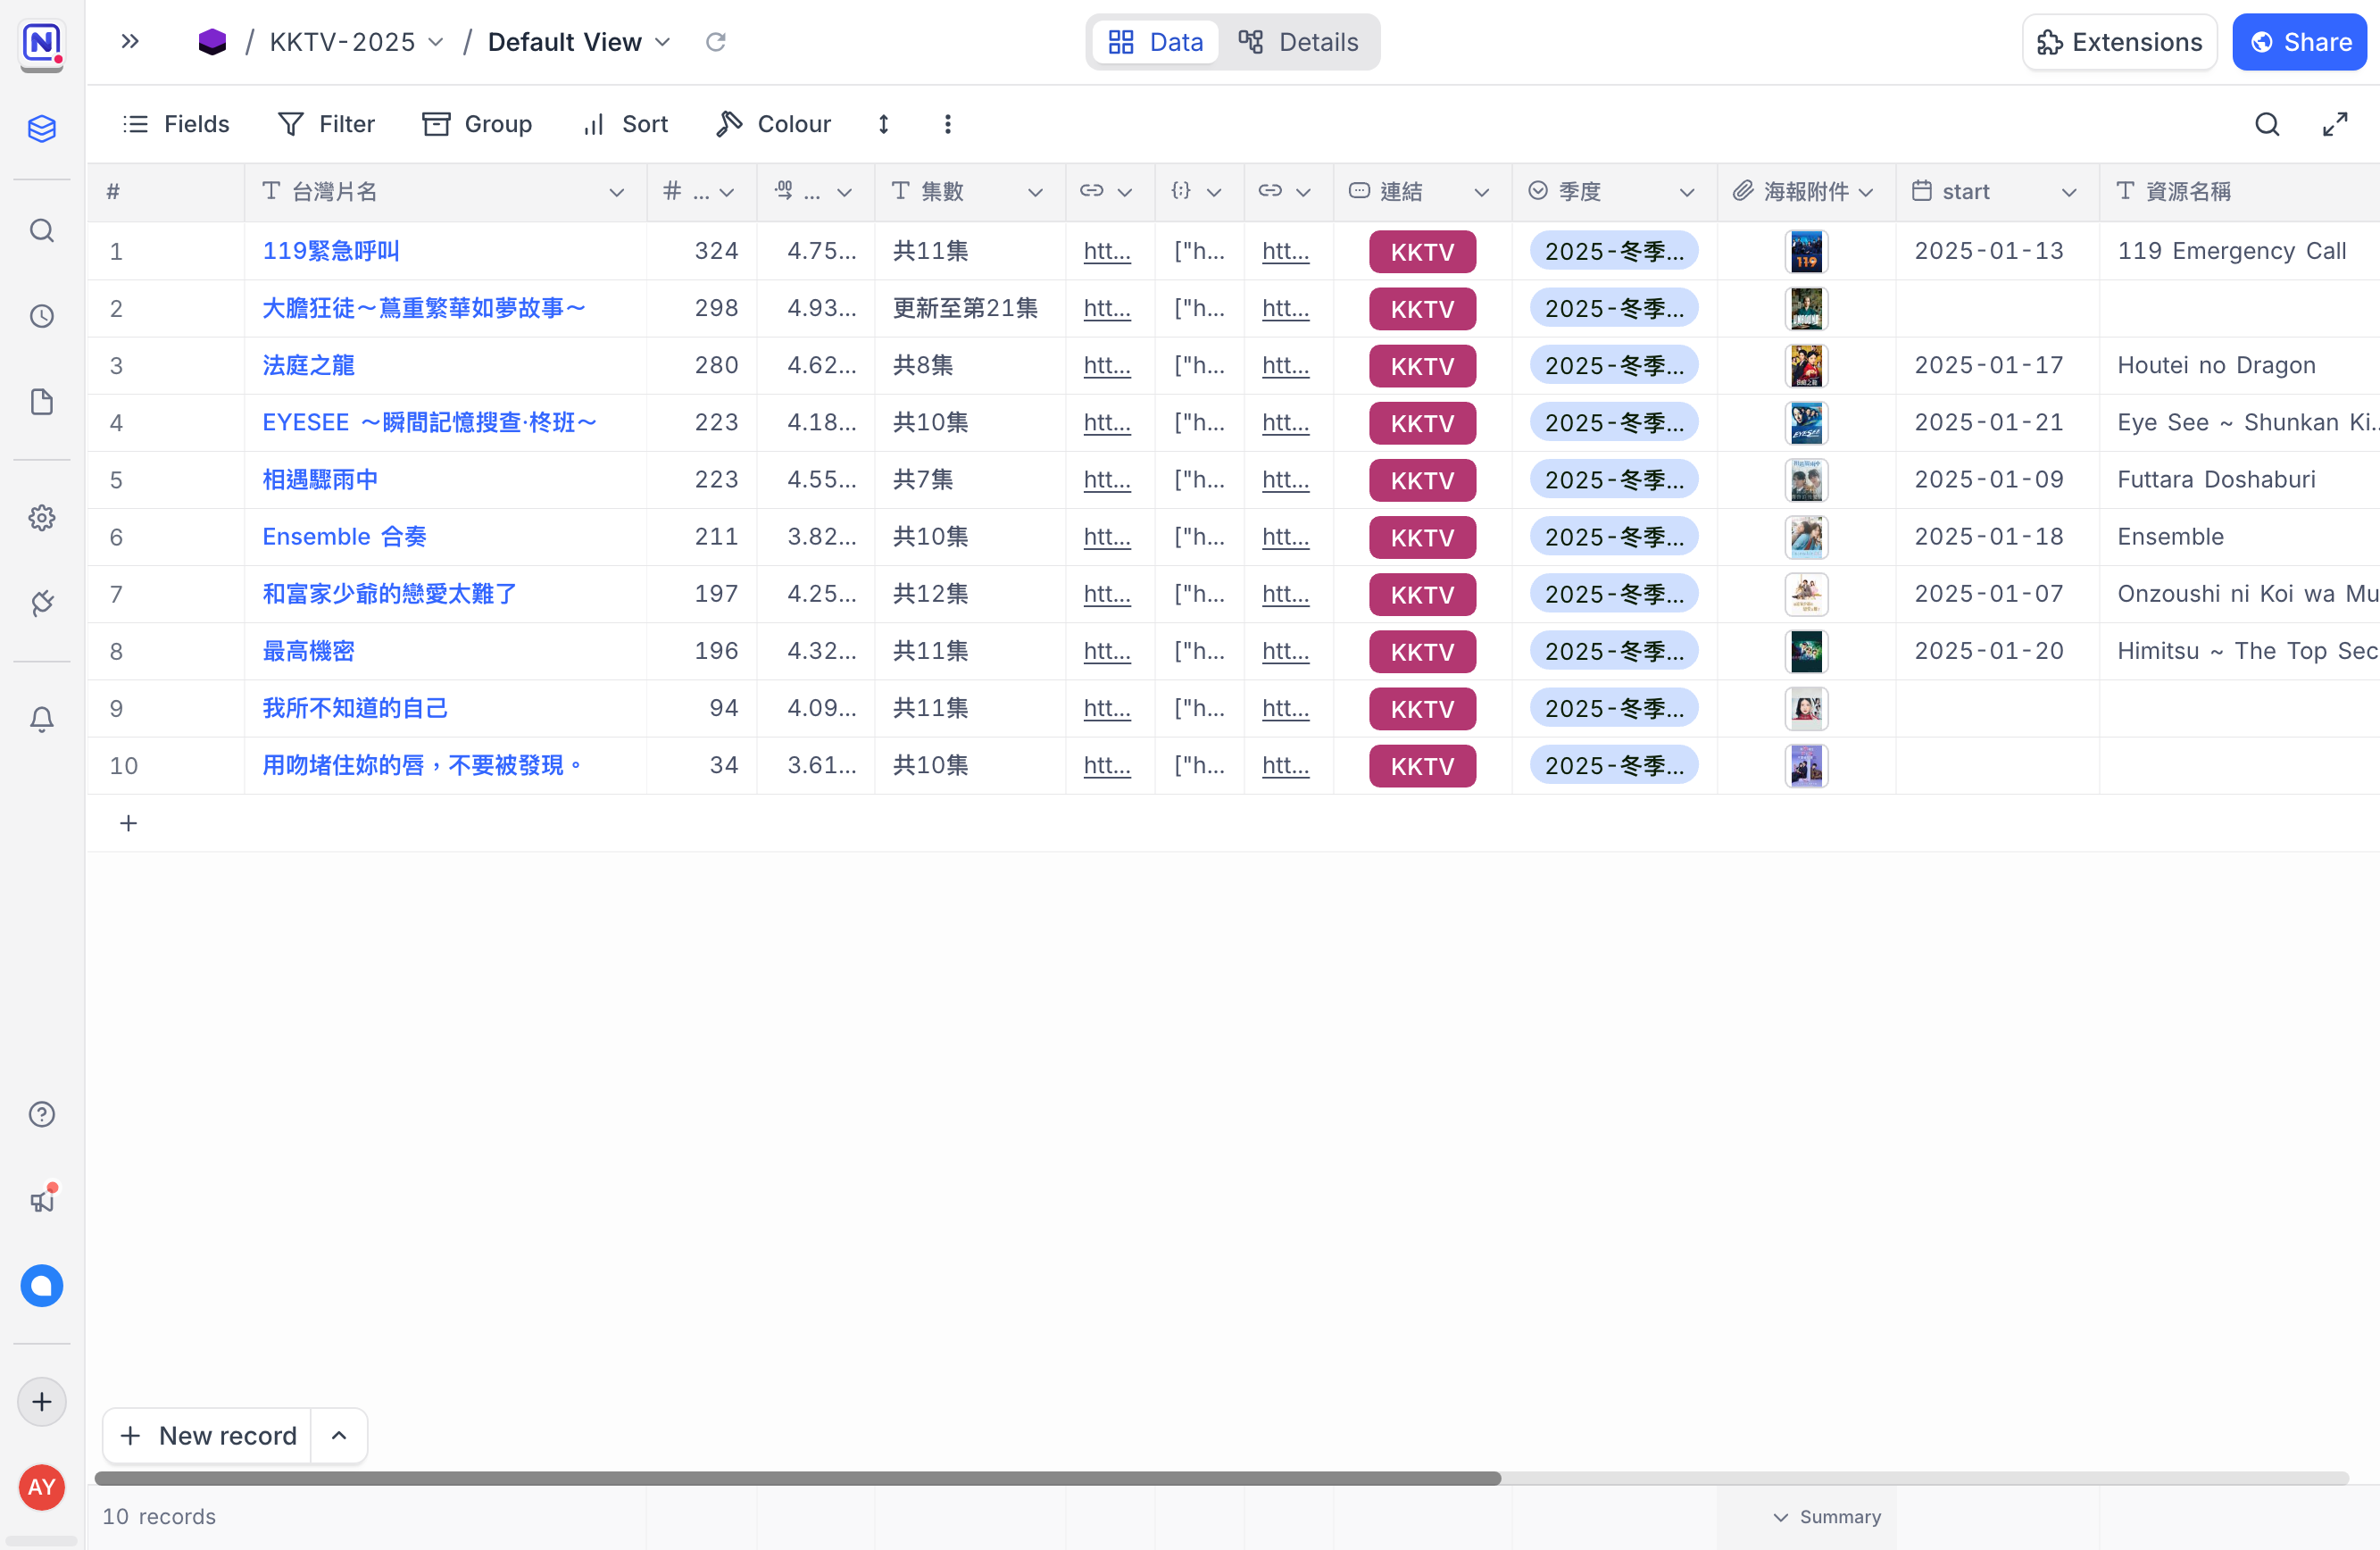 KKTV-2025 / Default View
Data Details
Extensions Share
Fields Filter Group Sort Colour
# 台灣片名 # ... .00 ... 集數 連結 季度 海報附件 start 資源名稱
1 119緊急呼叫 324 4.75... 共11集 htt... ["h... htt... KKTV 2025-冬季... 2025-01-13 119 Emergency Call
2 大膽狂徒～蔦重繁華如夢故事～ 298 4.93... 更新至第21集 htt... ["h... htt... KKTV 2025-冬季...
3 法庭之龍 280 4.62... 共8集 htt... ["h... htt... KKTV 2025-冬季... 2025-01-17 Houtei no Dragon
4 EYESEE ～瞬間記憶搜查·柊班～ 223 4.18... 共10集 htt... ["h... htt... KKTV 2025-冬季... 2025-01-21 Eye See ~ Shunkan Ki...
5 相遇驟雨中 223 4.55... 共7集 htt... ["h... htt... KKTV 2025-冬季... 2025-01-09 Futtara Doshaburi
6 Ensemble 合奏 211 3.82... 共10集 htt... ["h... htt... KKTV 2025-冬季... 2025-01-18 Ensemble
7 和富家少爺的戀愛太難了 197 4.25... 共12集 htt... ["h... htt... KKTV 2025-冬季... 2025-01-07 Onzoushi ni Koi wa Mu
8 最高機密 196 4.32... 共11集 htt... ["h... htt... KKTV 2025-冬季... 2025-01-20 Himitsu ~ The Top Sec
9 我所不知道的自己 94 4.09... 共11集 htt... ["h... htt... KKTV 2025-冬季...
10 用吻堵住妳的唇，不要被發現。 34 3.61... 共10集 htt... ["h... htt... KKTV 2025-冬季...
New record
AY
10 records
Summary